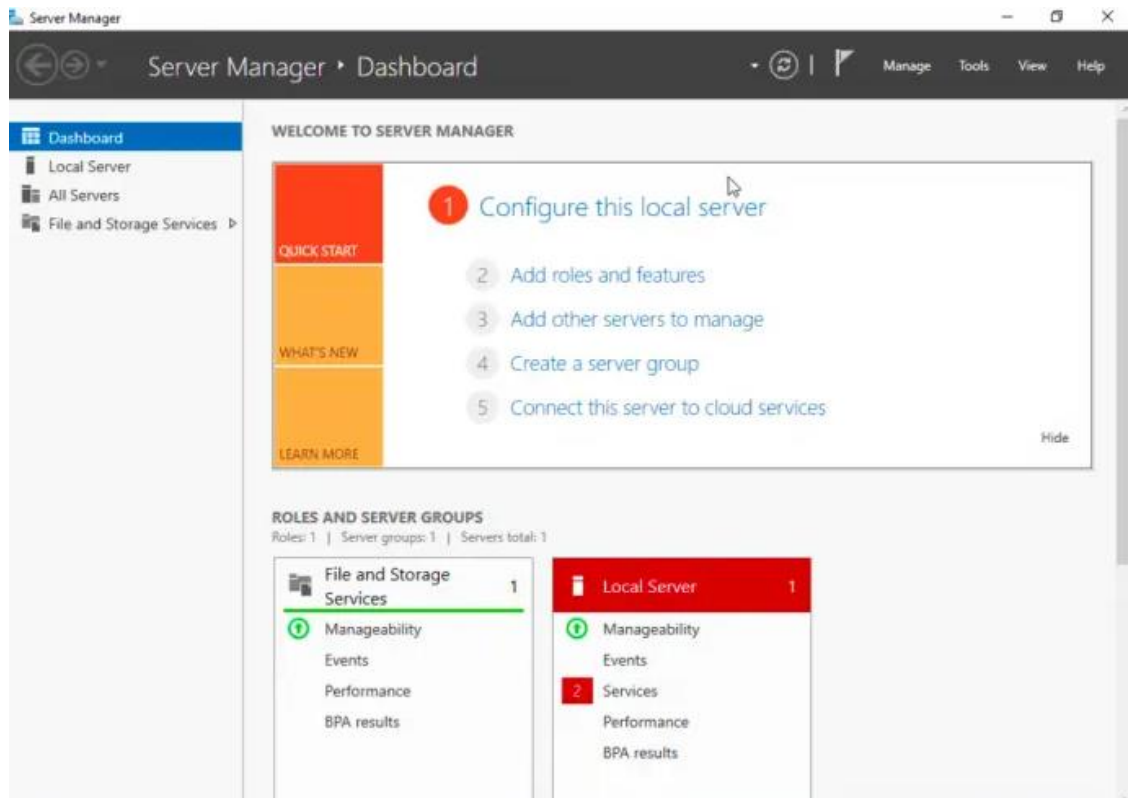 Server Manager
Server Manager ‣ Dashboard
Manage Tools View Help
Dashboard
Local Server
All Servers
File and Storage Services
WELCOME TO SERVER MANAGER
QUICK START
WHAT'S NEW
LEARN MORE
1 Configure this local server
2 Add roles and features
3 Add other servers to manage
4 Create a server group
5 Connect this server to cloud services
Hide
ROLES AND SERVER GROUPS
Roles: 1 | Server groups: 1 | Servers total: 1
File and Storage
Services 1
Manageability
Events
Performance
BPA results
Local Server 1
Manageability
Events
2 Services
Performance
BPA results